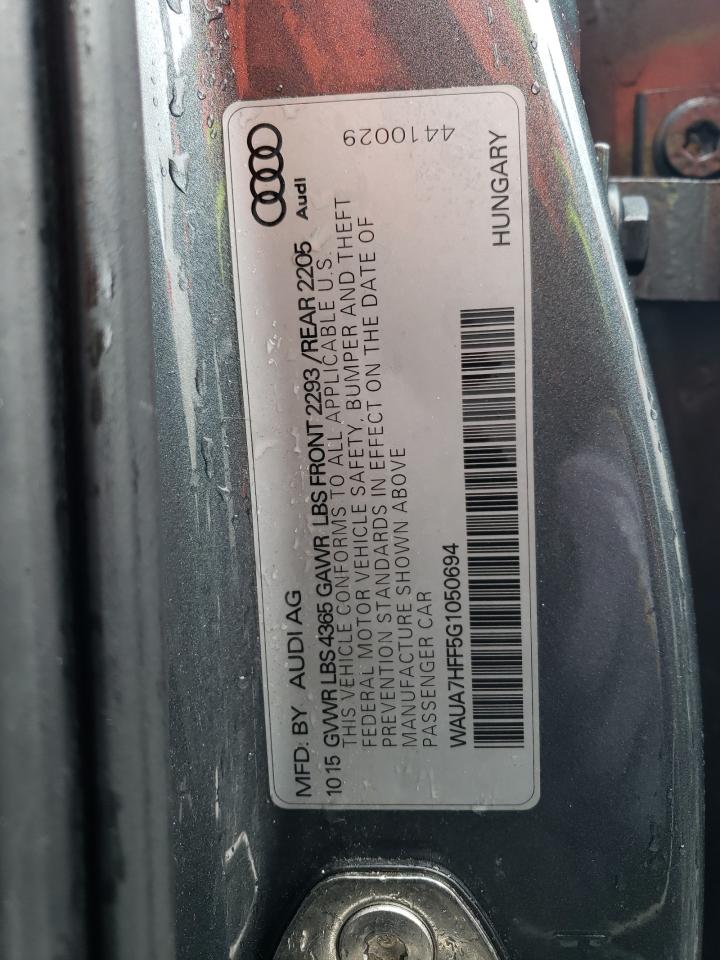 MFD: BY AUDI AG
Audi
4410029
1015 GVWR LBS 4365 GAWR LBS FRONT 2293 / REAR 2205
THIS VEHICLE CONFORMS TO ALL APPLICABLE U.S.
FEDERAL MOTOR VEHICLE SAFETY, BUMPER AND THEFT
PREVENTION STANDARDS IN EFFECT ON THE DATE OF
MANUFACTURE SHOWN ABOVE
PASSENGER CAR
WAUA7HFF5G1050694
HUNGARY